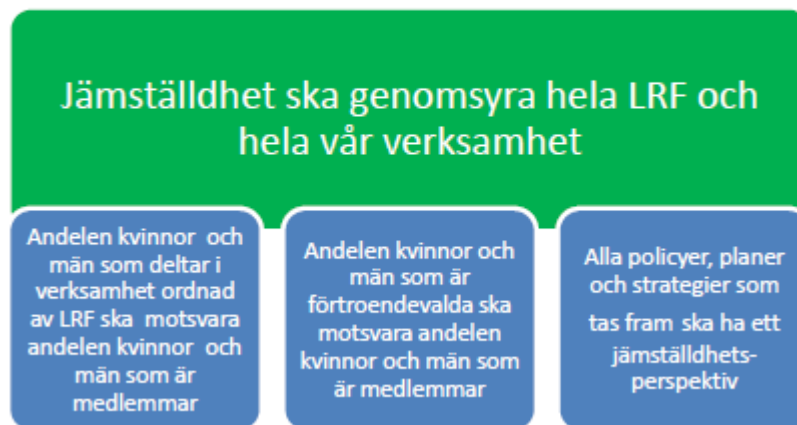 Jämställdhet ska genomsyra hela LRF och
hela vår verksamhet
Andelen kvinnor och
män som deltar i
verksamhet ordnad
av LRF ska motsvara
andelen kvinnor och
män som är
medlemmar
Andelen kvinnor och
män som är
förtroendevalda ska
motsvara andelen
kvinnor och män som
är medlemmar
Alla policyer, planer
och strategier som
tas fram ska ha ett
jämställdhets-
perspektiv